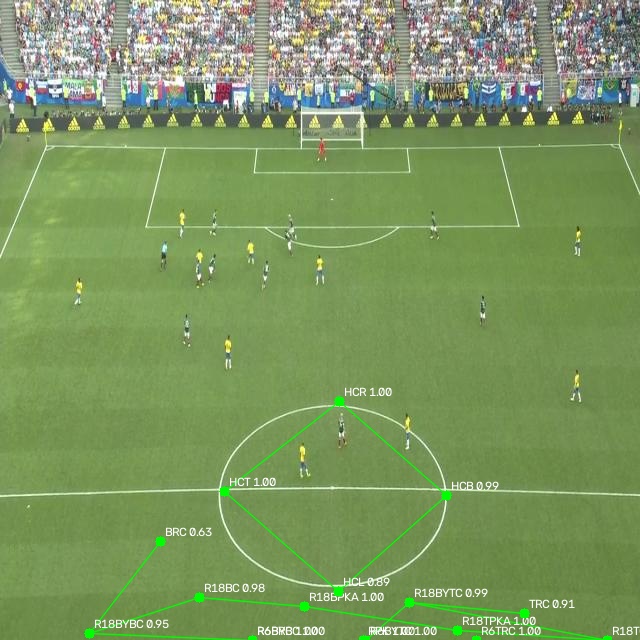 HCR 1.00
HCT 1.00
HCB 0.99
BRC 0.63
HCL 0.89
R18BC 0.98
R18BPKA 1.00
R18BYTC 0.99
TRC 0.91
R18BYBC 0.95
R18TPKA 1.00
R6TRC 1.00
R18T